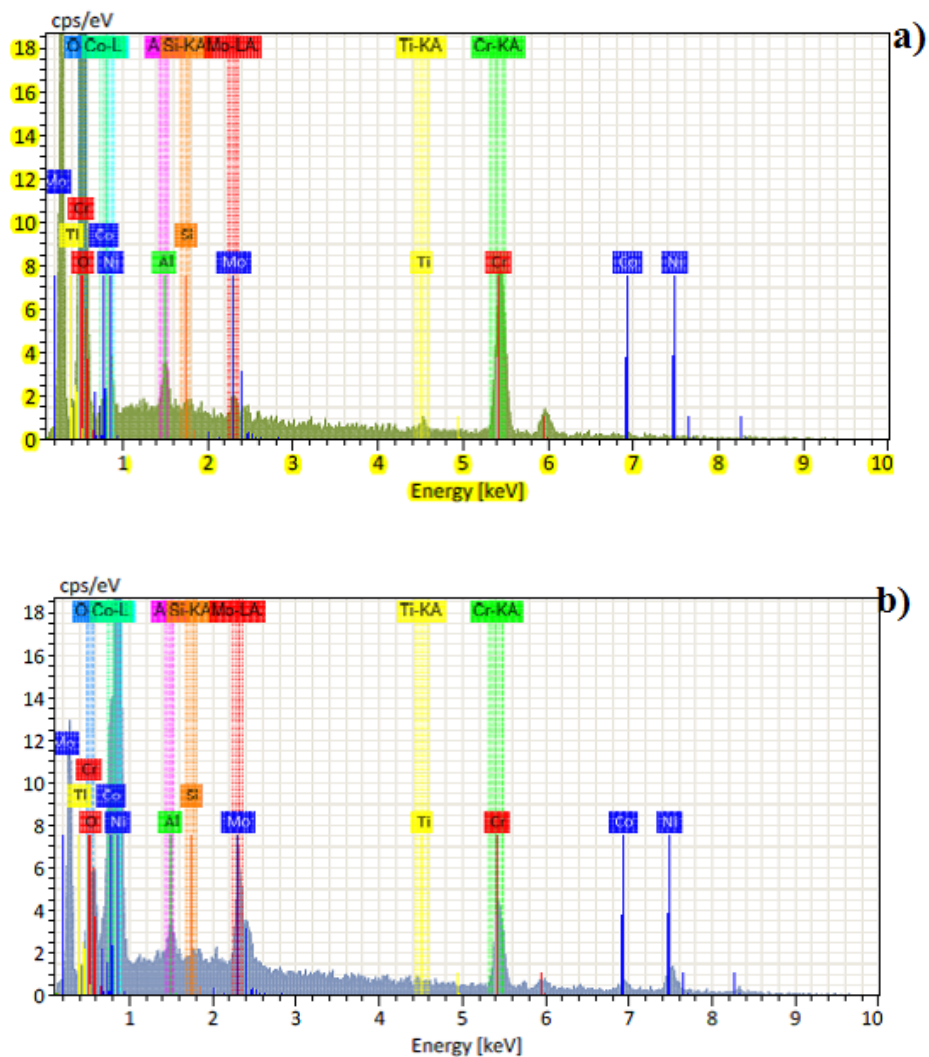 cps/eV
a)
18 O Co-L A Si-KA Mo-LA Ti-KA Cr-KA
16
14
12 Mo
10 Cr
Ti Co Si
8 O Ni Al Mo Ti Cr Co Ni
6
4
2
0
1 2 3 4 5 6 7 8 9 10
Energy [keV]
cps/eV
b)
18 O Co-L A Si-KA Mo-LA Ti-KA Cr-KA
16
14
12 Mo
10 Cr
Ti Co Si
8 O Ni Al Mo Ti Cr Co Ni
6
4
2
0
1 2 3 4 5 6 7 8 9 10
Energy [keV]